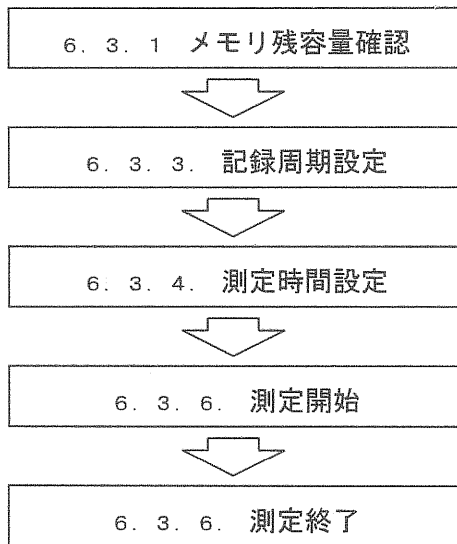 6. 3. 1 メモリ残容量確認
6. 3. 3. 記録周期設定
6. 3. 4. 測定時間設定
6. 3. 6. 測定開始
6. 3. 6. 測定終了